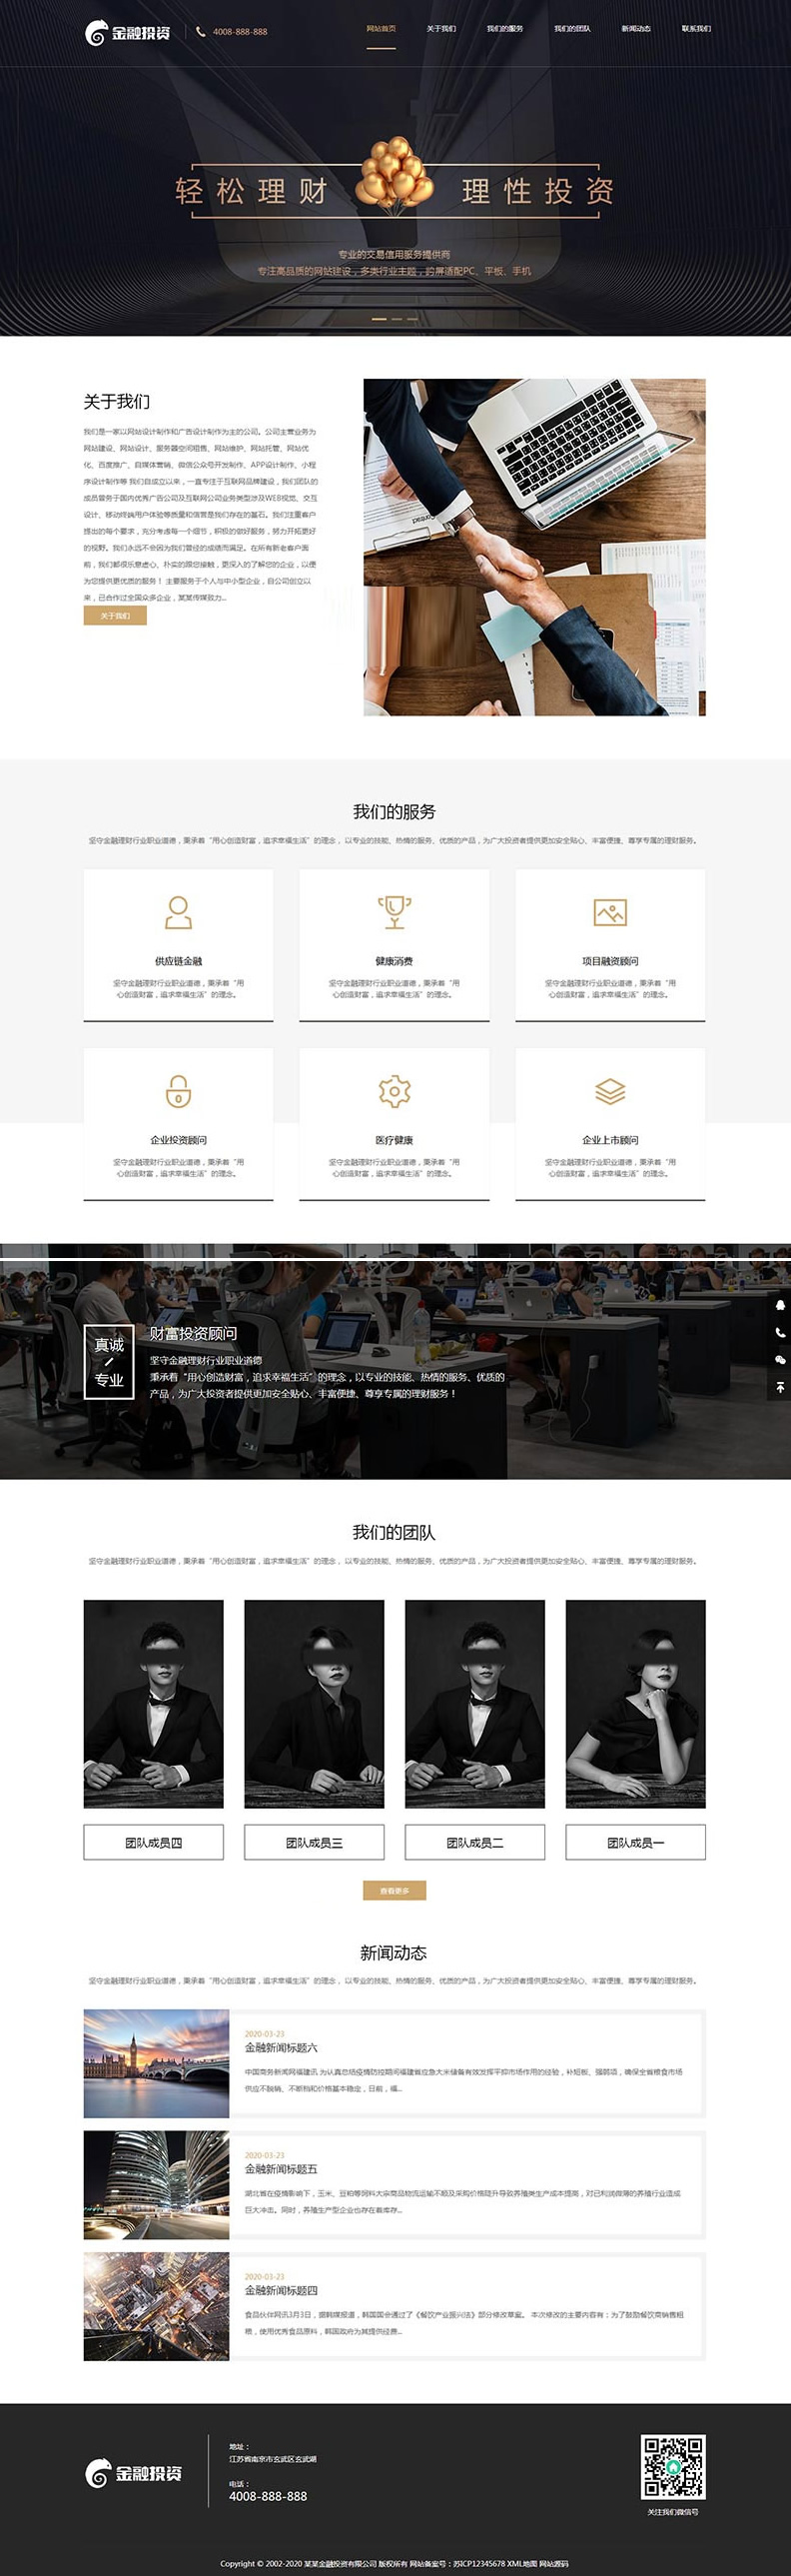 金融投资
4008-888-888
网站首页
关于我们
我们的服务
我们的团队
新闻动态
联系我们
轻松理财 理性投资
专业的交易信用服务提供商
专注高品质的网站建设，多类行业主题，跨屏适配PC、平板、手机
关于我们
我们是一家以网站设计制作和广告设计制作为主的公司。公司主营业务为
网站建设、网站设计、服务器空间租售、网站维护、网站托管、网站优
化、百度推广、自媒体营销、微信公众号开发制作、APP设计制作、小程
序设计制作等 我们自成立以来，一直专注于互联网品牌建设，我们团队的
成员曾务于国内优秀广告公司及互联网公司业务类型涉及WEB视觉、交互
设计、移动终端用户体验等质量和信誉是我们存在的基石。我们注重客户
提出的每个要求，充分考虑每一个细节，积极的做好服务，努力开拓更好
的视野。我们永远不会因为我们曾经的成绩而满足。在所有新老客户面
前，我们都很乐意虚心、朴实的跟您接触，更深入的了解您的企业，以便
为您提供更优质的服务！ 主要服务于个人与中小型企业，自公司创立以
来，已合作过全国众多企业，某某传媒致力...
关于我们
我们的服务
坚守金融理财行业职业道德，秉承着“用心创造财富，追求幸福生活”的理念， 以专业的技能、热情的服务、优质的产品，为广大投资者提供更加安全贴心、丰富便捷、尊享专属的理财服务。
供应链金融
坚守金融理财行业职业道德，秉承着“用
心创造财富，追求幸福生活”的理念。
健康消费
坚守金融理财行业职业道德，秉承着“用
心创造财富，追求幸福生活”的理念。
项目融资顾问
坚守金融理财行业职业道德，秉承着“用
心创造财富，追求幸福生活”的理念。
企业投资顾问
坚守金融理财行业职业道德，秉承着“用
心创造财富，追求幸福生活”的理念。
医疗健康
坚守金融理财行业职业道德，秉承着“用
心创造财富，追求幸福生活”的理念。
企业上市顾问
坚守金融理财行业职业道德，秉承着“用
心创造财富，追求幸福生活”的理念。
真诚
/
专业
财富投资顾问
坚守金融理财行业职业道德
秉承着“用心创造财富，追求幸福生活”的理念，以专业的技能、热情的服务、优质的
产品，为广大投资者提供更加安全贴心、丰富便捷、尊享专属的理财服务！
我们的团队
坚守金融理财行业职业道德，秉承着“用心创造财富，追求幸福生活”的理念， 以专业的技能、热情的服务、优质的产品，为广大投资者提供更加安全贴心、丰富便捷、尊享专属的理财服务。
团队成员四
团队成员三
团队成员二
团队成员一
查看更多
新闻动态
坚守金融理财行业职业道德，秉承着“用心创造财富，追求幸福生活”的理念， 以专业的技能、热情的服务、优质的产品，为广大投资者提供更加安全贴心、丰富便捷、尊享专属的理财服务。
2020-03-23
金融新闻标题六
中国商务新闻网福建讯 为认真总结疫情防控期间福建省应急大米储备有效发挥平抑市场作用的经验，补短板、强弱项，确保全省粮食市场
供应不脱销、不断档和价格基本稳定，日前，福...
2020-03-23
金融新闻标题五
湖北省在疫情影响下，玉米、豆粕等饲料大宗商品物流运输不顺及采购价格陡升导致养殖类生产成本提高，对已利润微薄的养殖行业造成
巨大冲击。同时，养殖生产型企业也存在着库存...
2020-03-23
金融新闻标题四
食品伙伴网讯3月3日，据韩媒报道，韩国国会通过了《餐饮产业振兴法》部分修改草案。 本次修改的主要内容有：为了鼓励餐饮商销售粗
粮，使用优秀食品原料，韩国政府为其提供经费...
金融投资
地址：
江苏省南京市玄武区玄武湖
电话：
4008-888-888
关注我们微信号
Copyright © 2002-2020 某某金融投资有限公司 版权所有 网站备案号：苏ICP12345678 XML地图 网站源码